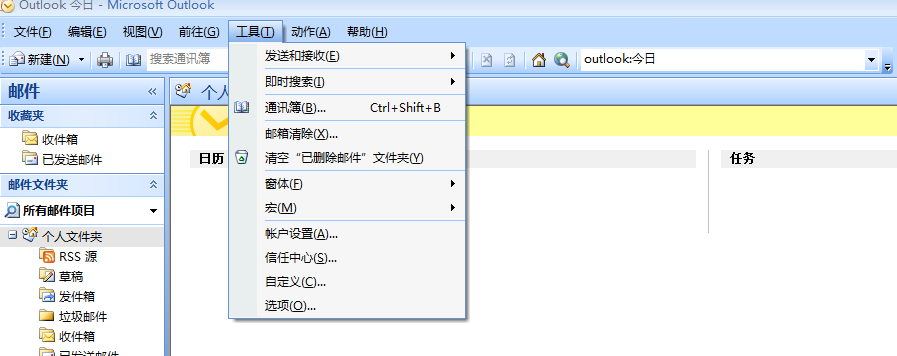 Outlook 今日 - Microsoft Outlook
文件(F) 编辑(E) 视图(V) 前往(G) 工具(T) 动作(A) 帮助(H)
新建(N) 搜索通讯簿 outlook:今日
发送和接收(E)
即时搜索(I)
通讯簿(B)... Ctrl+Shift+B
邮箱清除(X)...
清空“已删除邮件”文件夹(Y)
窗体(F)
宏(M)
帐户设置(A)...
信任中心(S)...
自定义(C)...
选项(O)...
邮件
收藏夹
收件箱
已发送邮件
邮件文件夹
所有邮件项目
个人文件夹
RSS 源
草稿
发件箱
垃圾邮件
收件箱
已发送邮件
个人
日历
任务